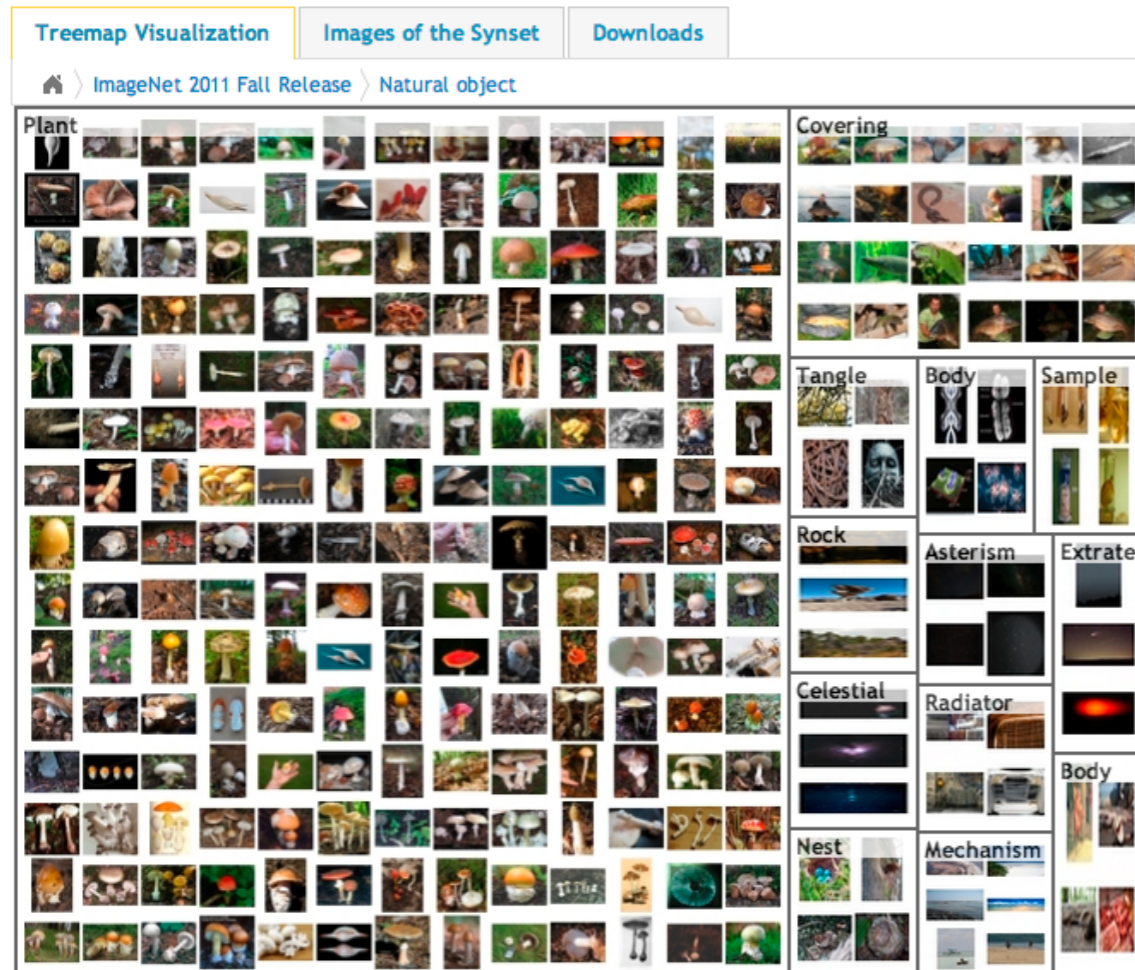 Treemap Visualization
Images of the Synset
Downloads
ImageNet 2011 Fall Release
Natural object
Plant
Covering
Tangle
Body
Sample
Rock
Asterism
Extrate
Celestial
Radiator
Body
Nest
Mechanism